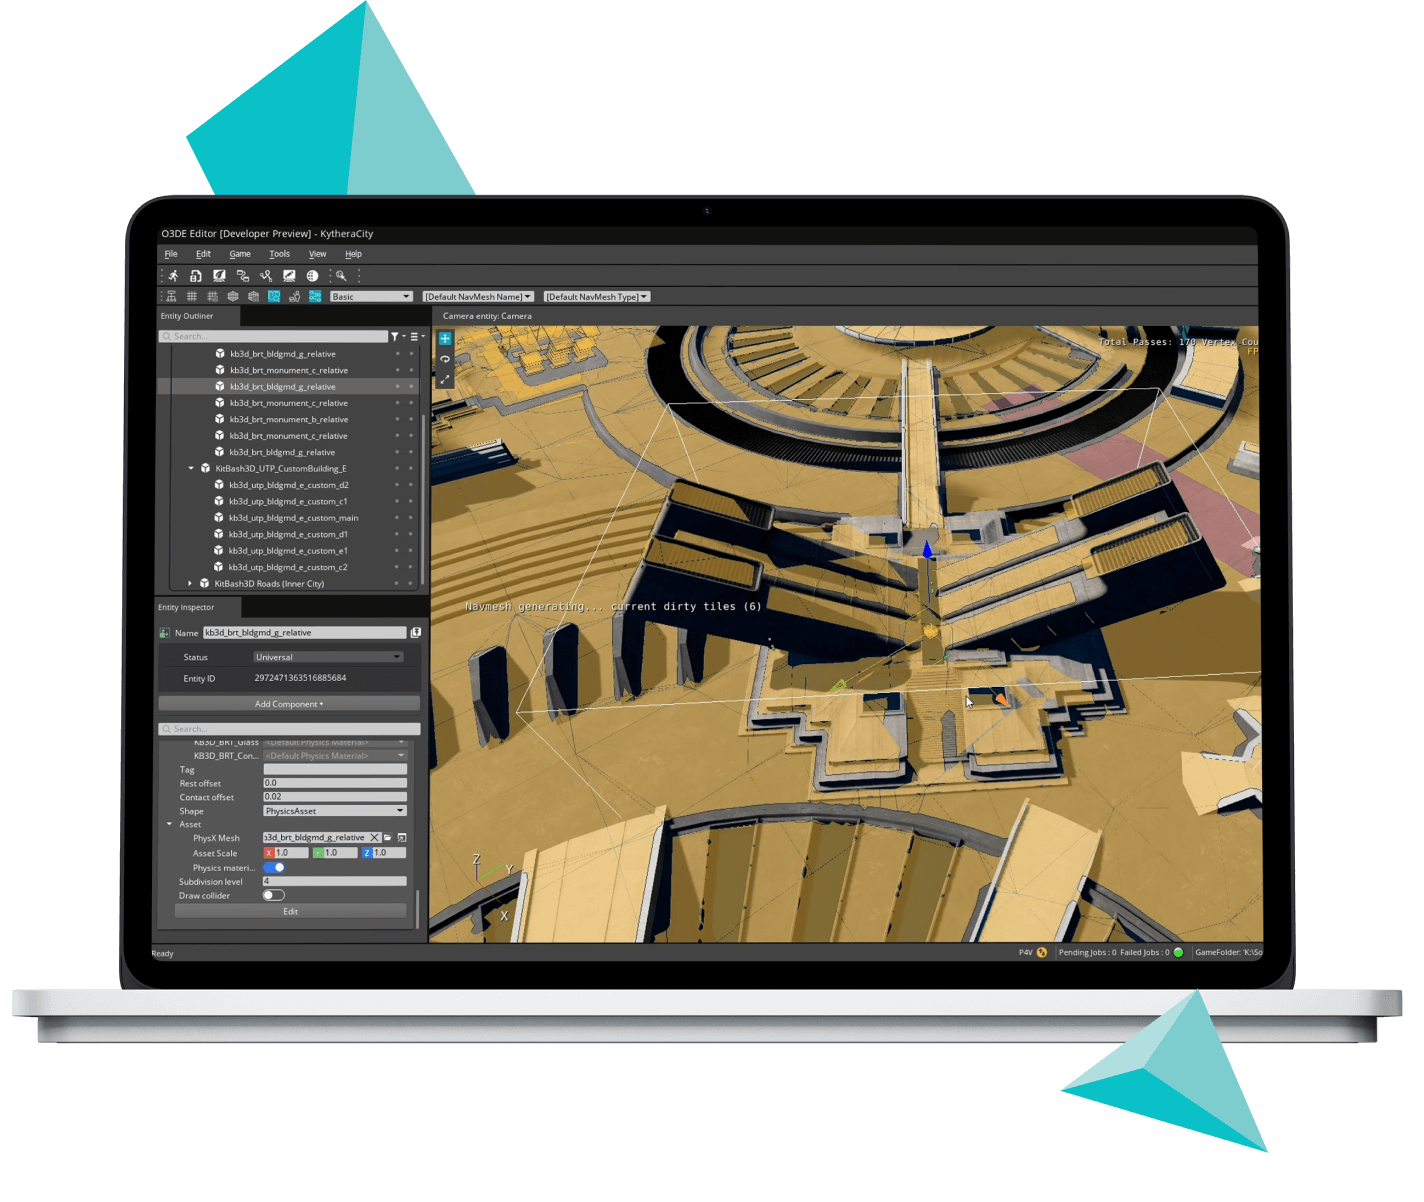 O3DE Editor [Developer Preview] - KytheraCity
File Edit Game Tools View Help
Basic [Default NavMesh Name] [Default NavMesh Type]
Entity Outliner
Camera entity: Camera
Search...
Total Passes: 170 Vertex Cou
FP
kb3d_brt_bldgmd_g_relative
kb3d_brt_monument_c_relative
kb3d_brt_bldgmd_g_relative
kb3d_brt_monument_c_relative
kb3d_brt_monument_b_relative
kb3d_brt_monument_c_relative
kb3d_brt_bldgmd_g_relative
KitBash3D_UTP_CustomBuilding_E
kb3d_utp_bldgmd_e_custom_d2
kb3d_utp_bldgmd_e_custom_c1
kb3d_utp_bldgmd_e_custom_main
kb3d_utp_bldgmd_e_custom_d1
kb3d_utp_bldgmd_e_custom_e1
kb3d_utp_bldgmd_e_custom_c2
KitBash3D Roads (Inner City)
Navmesh generating... current dirty tiles (6)
Entity Inspector
Name kb3d_brt_bldgmd_g_relative
Status Universal
Entity ID 2972471363516885684
Add Component
Search...
KB3D_BRT_Glass <Default Physics Material>
KB3D_BRT_Con... <Default Physics Material>
Tag
Rest offset 0.0
Contact offset 0.02
Shape PhysicsAsset
Asset
PhysX Mesh b3d_brt_bldgmd_g_relative
Asset Scale X 1.0 1.0 Z 1.0
Physics materi...
Subdivision level 4
Draw collider
Edit
Z
Y
X
Ready
P4V Pending Jobs : 0 Failed Jobs : 0 GameFolder: 'K:\So